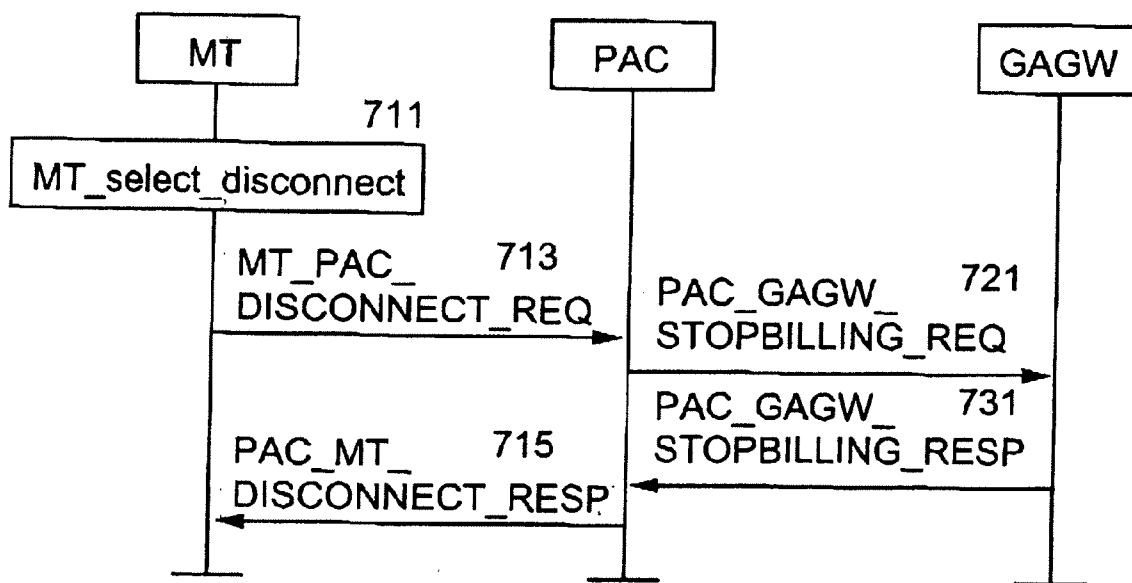 MT
PAC
GAGW
711
MT_select_disconnect
MT_PAC_ 713
DISCONNECT_REQ
PAC_GAGW_ 721
STOPBILLING_REQ
PAC_GAGW_ 731
STOPBILLING_RESP
PAC_MT_ 715
DISCONNECT_RESP